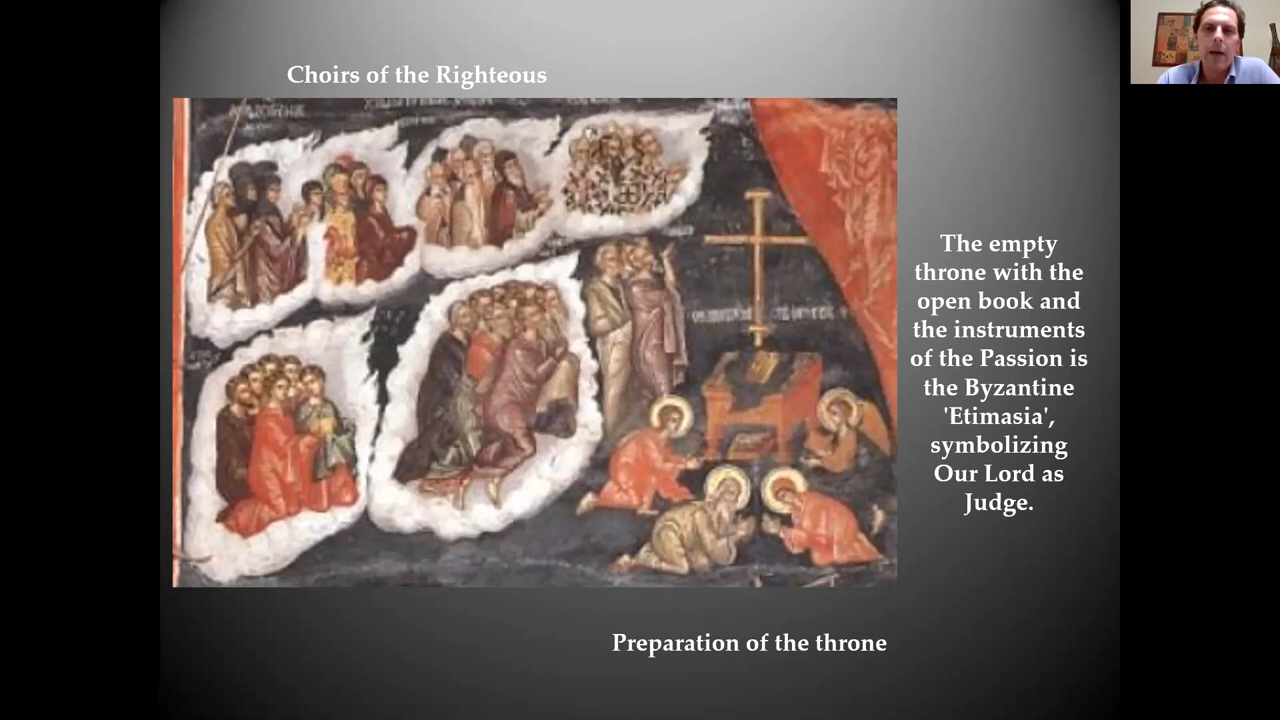 Choirs of the Righteous
The empty
throne with the
open book and
the instruments
of the Passion is
the Byzantine
'Etimasia',
symbolizing
Our Lord as
Judge.
Preparation of the throne